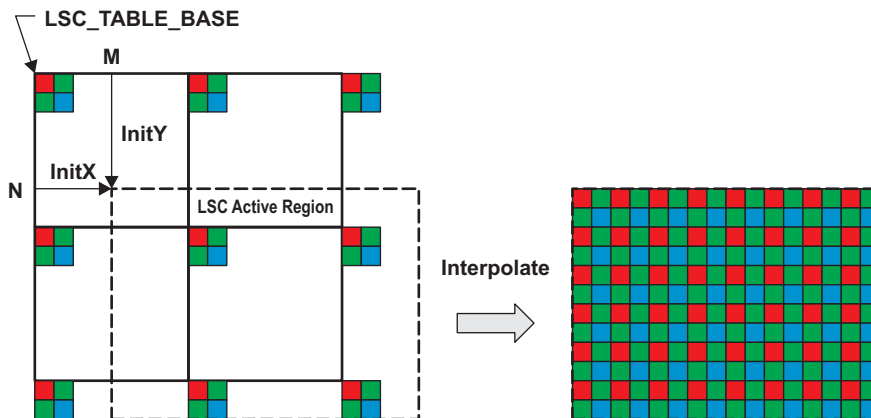 LSC_TABLE_BASE
M
InitY
InitX
N
LSC Active Region
Interpolate